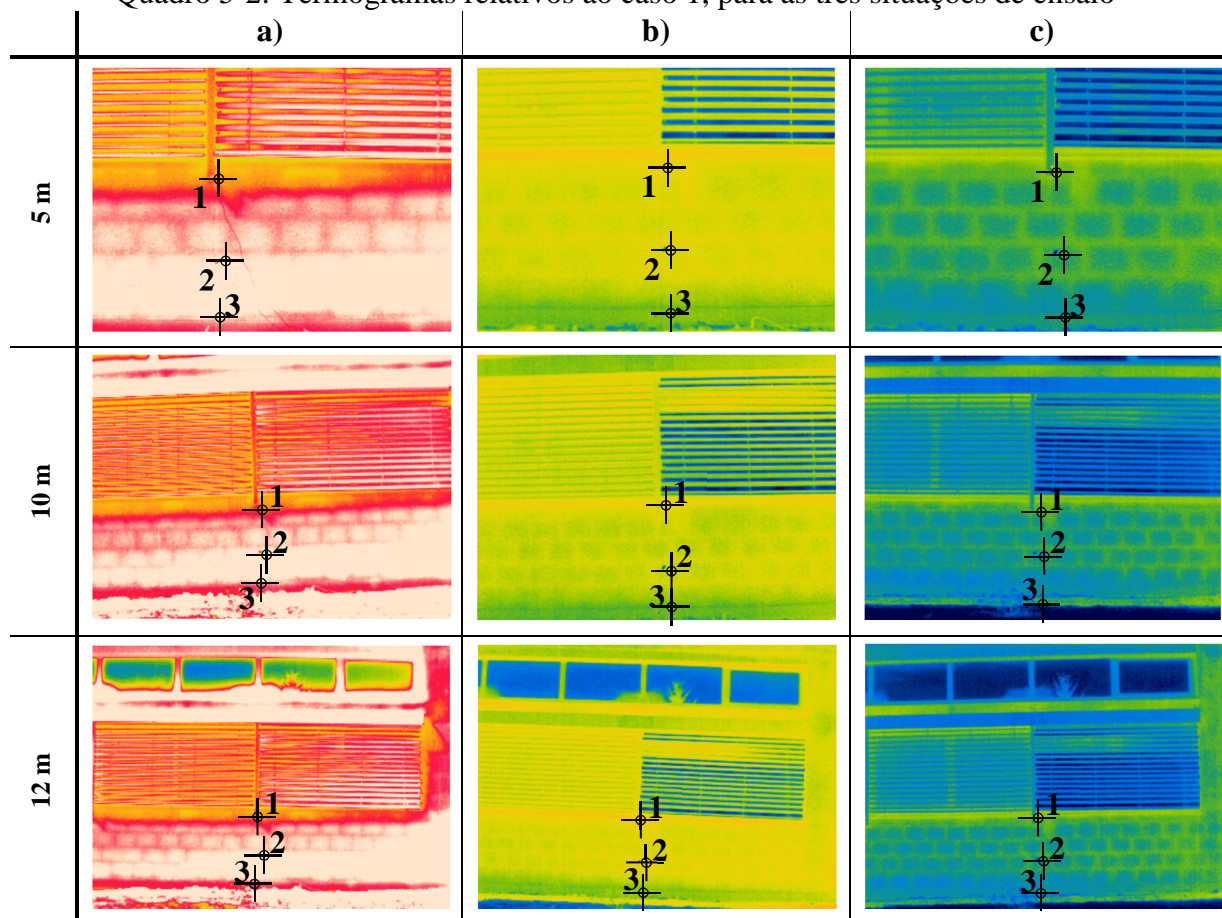 Quadro 5-2: Termogramas relativos ao caso 1, para as três situações de ensaio
a) b) c)
5 m
1 1 1
2 2 2
3 3 3
10 m
1 1 1
2 2 2
3 3 3
12 m
1 1 1
2 2 2
3 3 3